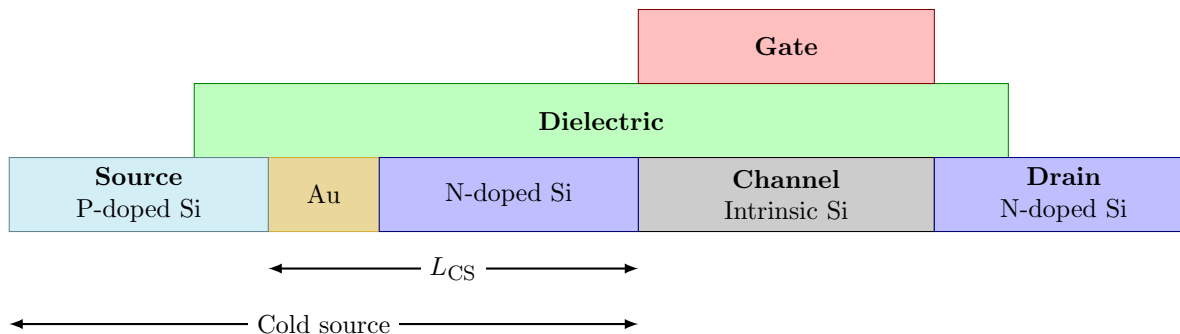 Gate
Dielectric
Source
P-doped Si
Au
N-doped Si
Channel
Intrinsic Si
Drain
N-doped Si
L_CS
Cold source